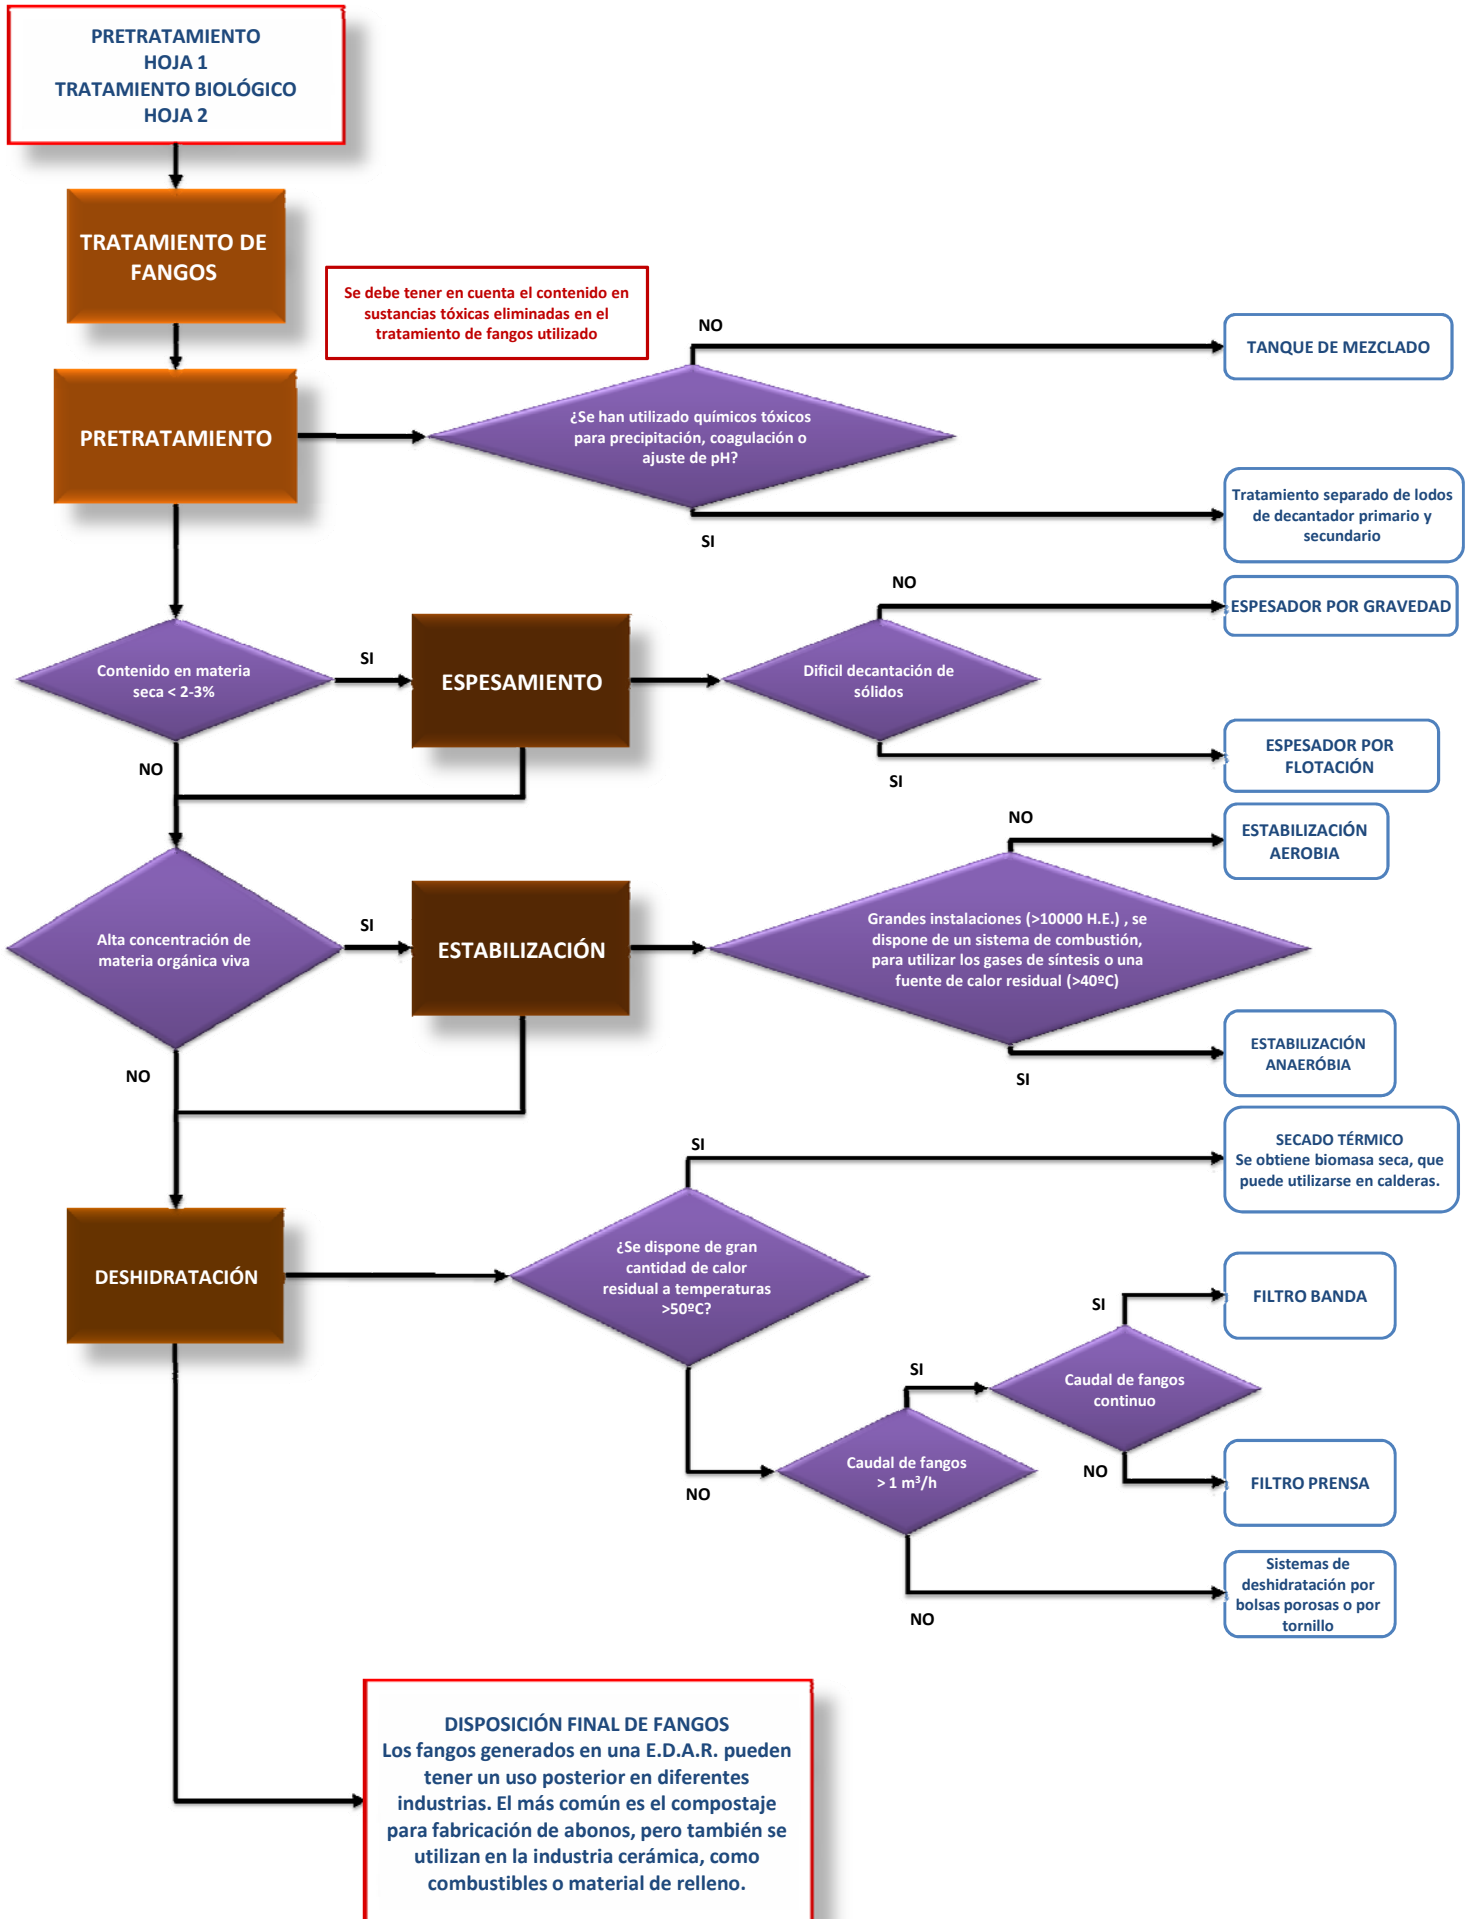 PRETRATAMIENTO
HOJA 1
TRATAMIENTO BIOLÓGICO
HOJA 2
TRATAMIENTO DE
FANGOS
Se debe tener en cuenta el contenido en
sustancias tóxicas eliminadas en el
tratamiento de fangos utilizado
NO
TANQUE DE MEZCLADO
PRETRATAMIENTO
¿Se han utilizado químicos tóxicos
para precipitación, coagulación o
ajuste de pH?
SI
Tratamiento separado de lodos
de decantador primario y
secundario
NO
ESPESADOR POR GRAVEDAD
Contenido en materia
seca < 2-3%
SI
ESPESAMIENTO
Dificil decantación de
sólidos
NO
SI
ESPESADOR POR
FLOTACIÓN
NO
ESTABILIZACIÓN
AEROBIA
Alta concentración de
materia orgánica viva
SI
ESTABILIZACIÓN
Grandes instalaciones (>10000 H.E.) , se
dispone de un sistema de combustión,
para utilizar los gases de síntesis o una
fuente de calor residual (>40ºC)
NO
SI
ESTABILIZACIÓN
ANAERÓBIA
SI
SECADO TÉRMICO
Se obtiene biomasa seca, que
puede utilizarse en calderas.
DESHIDRATACIÓN
¿Se dispone de gran
cantidad de calor
residual a temperaturas
>50ºC?
SI
FILTRO BANDA
SI
Caudal de fangos
continuo
NO
Caudal de fangos
> 1 m³/h
NO
FILTRO PRENSA
NO
Sistemas de
deshidratación por
bolsas porosas o por
tornillo
DISPOSICIÓN FINAL DE FANGOS
Los fangos generados en una E.D.A.R. pueden
tener un uso posterior en diferentes
industrias. El más común es el compostaje
para fabricación de abonos, pero también se
utilizan en la industria cerámica, como
combustibles o material de relleno.